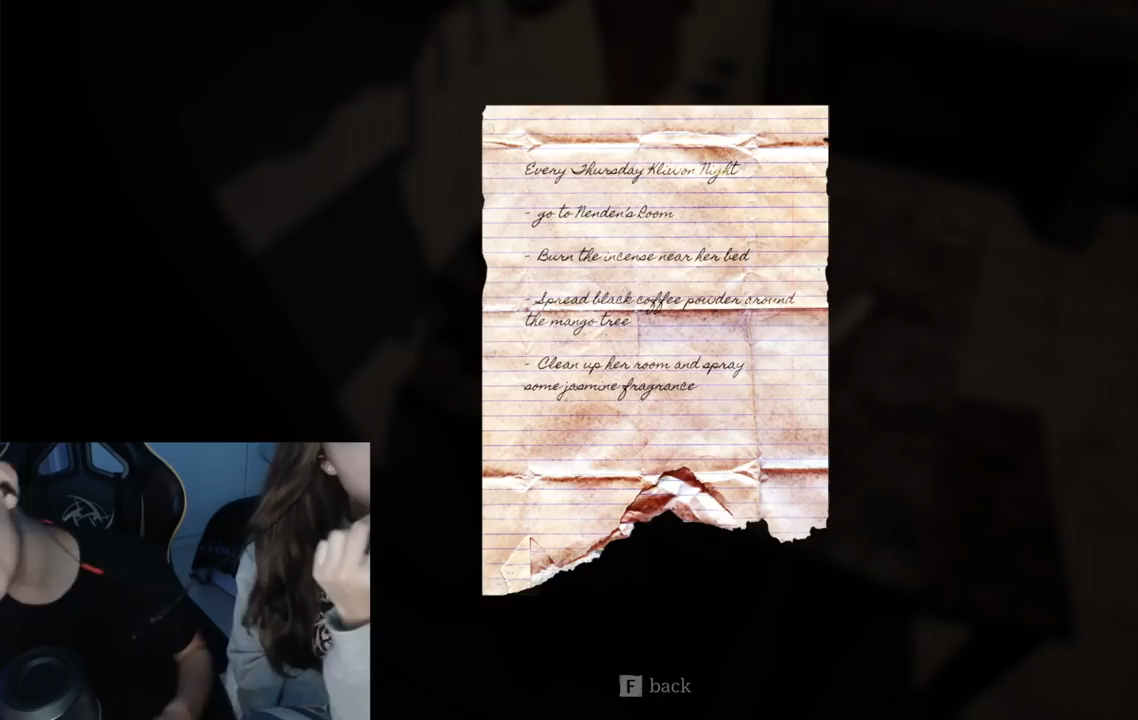 Every Thursday Kliwon Night
- go to Nenden's Room
- Burn the incense near her bed
- Spread black coffee powder around
the mango tree
- Clean up her room and spray
some jasmine fragrance
F back